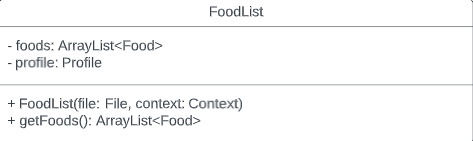 FoodList
- foods: ArrayList<Food>
- profile: Profile
+ FoodList(file: File, context: Context)
+ getFoods(): ArrayList<Food>